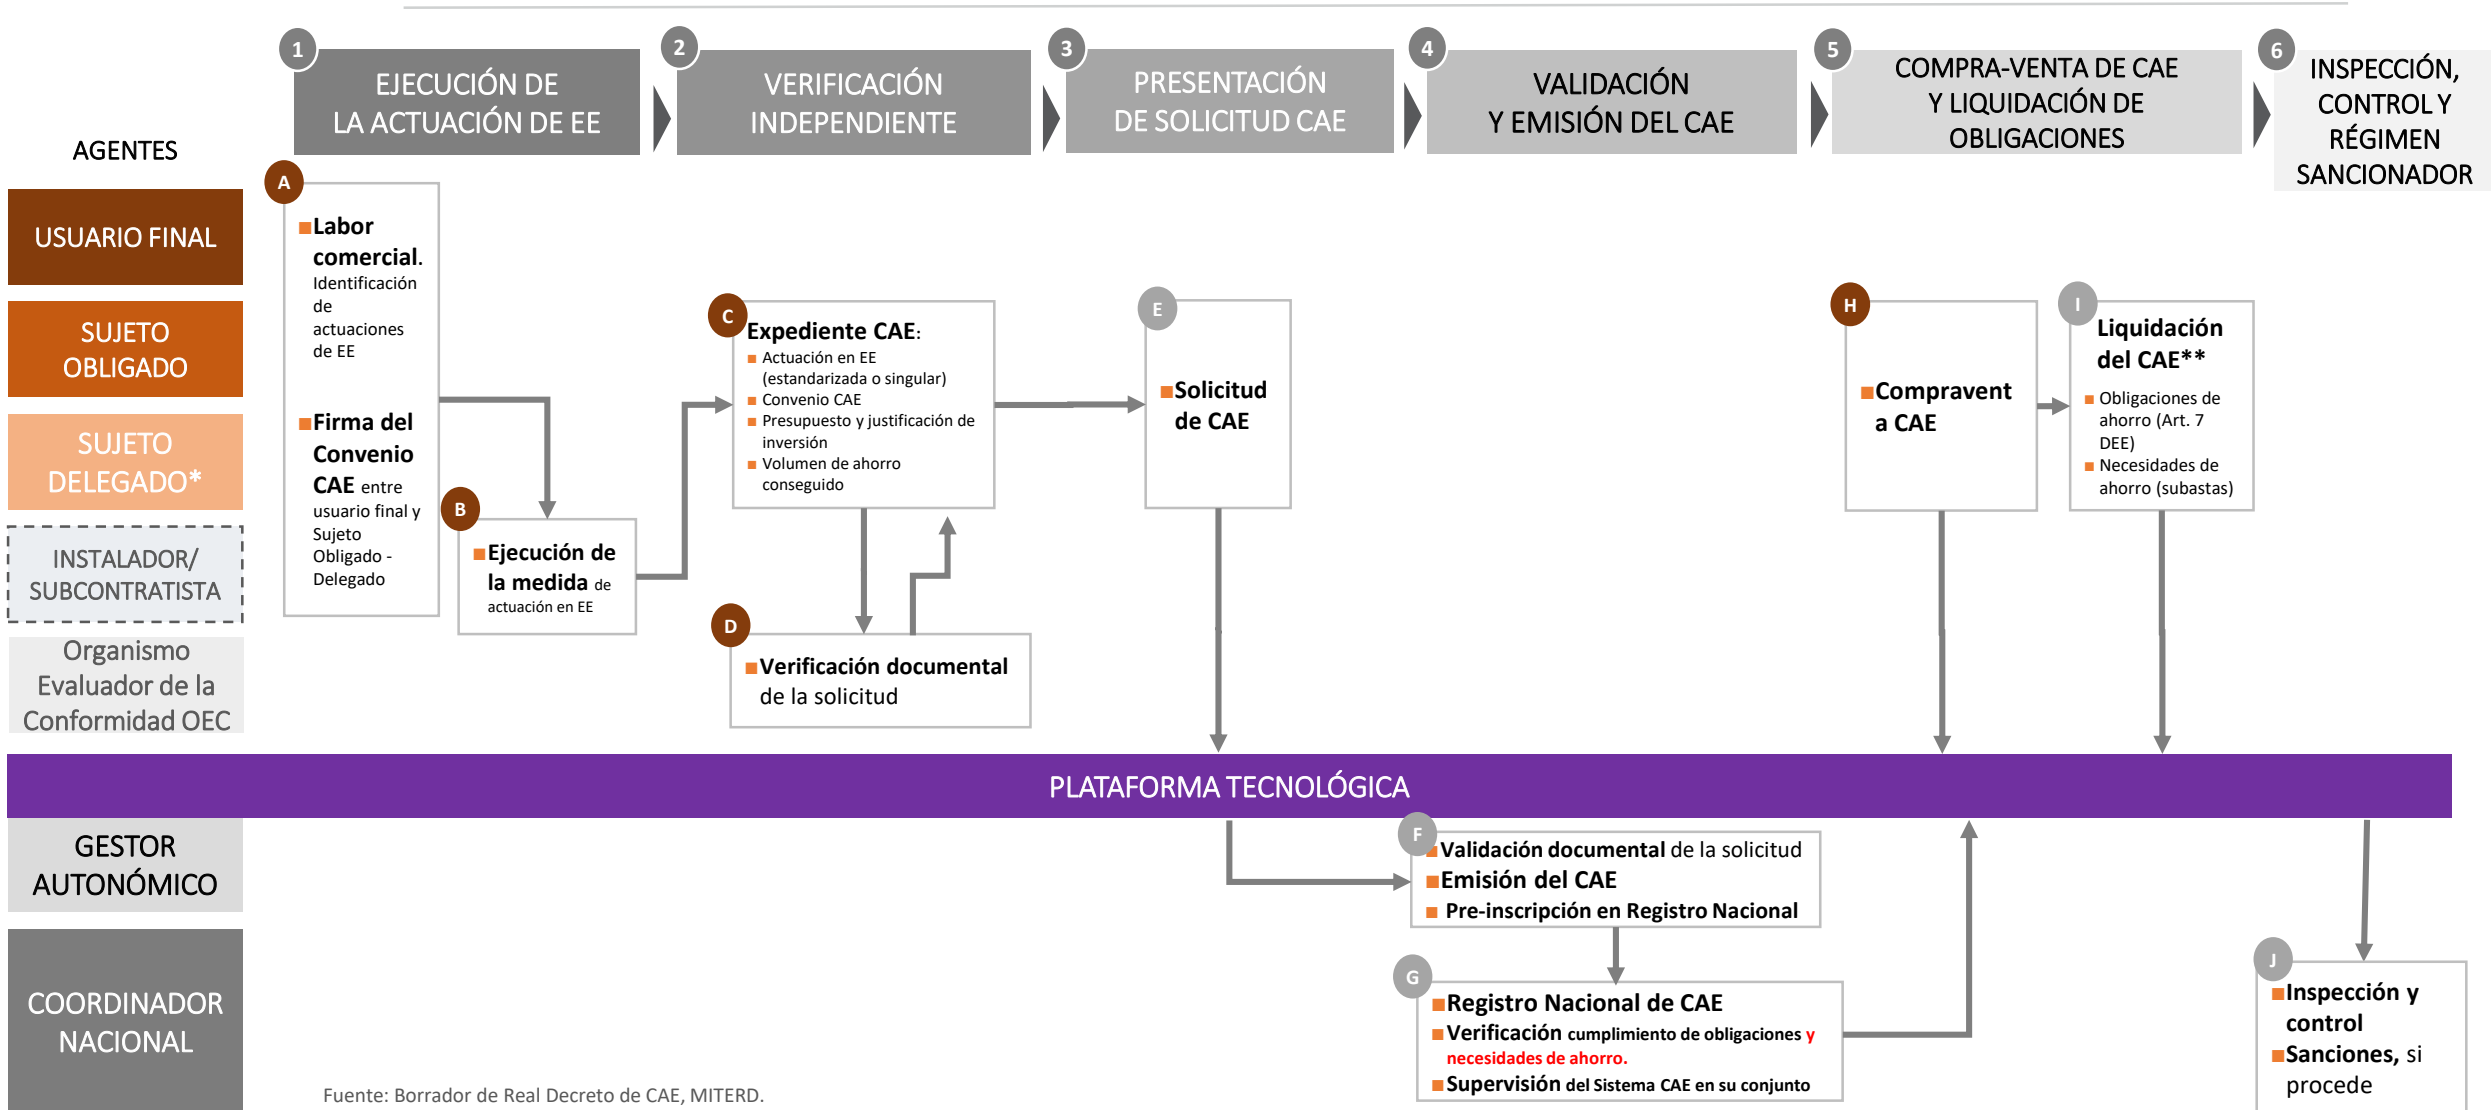 1
EJECUCIÓN DE
LA ACTUACIÓN DE EE
2
VERIFICACIÓN
INDEPENDIENTE
3
PRESENTACIÓN
DE SOLICITUD CAE
4
VALIDACIÓN
Y EMISIÓN DEL CAE
5
COMPRA-VENTA DE CAE
Y LIQUIDACIÓN DE
OBLIGACIONES
6
INSPECCIÓN,
CONTROL Y
RÉGIMEN
SANCIONADOR
AGENTES
USUARIO FINAL
SUJETO
OBLIGADO
SUJETO
DELEGADO*
INSTALADOR/
SUBCONTRATISTA
Organismo
Evaluador de la
Conformidad OEC
A
Labor
comercial.
Identificación
de
actuaciones
de EE
Firma del
Convenio
CAE entre
usuario final y
Sujeto
Obligado -
Delegado
B
Ejecución de
la medida de
actuación en EE
C
Expediente CAE:
Actuación en EE
(estandarizada o singular)
Convenio CAE
Presupuesto y justificación de
inversión
Volumen de ahorro
conseguido
D
Verificación documental
de la solicitud
E
Solicitud
de CAE
H
Compravent
a CAE
I
Liquidación
del CAE**
Obligaciones de
ahorro (Art. 7
DEE)
Necesidades de
ahorro (subastas)
PLATAFORMA TECNOLÓGICA
GESTOR
AUTONÓMICO
COORDINADOR
NACIONAL
F
Validación documental de la solicitud
Emisión del CAE
Pre-inscripción en Registro Nacional
G
Registro Nacional de CAE
Verificación cumplimiento de obligaciones y
necesidades de ahorro.
Supervisión del Sistema CAE en su conjunto
J
Inspección y
control
Sanciones, si
procede
Fuente: Borrador de Real Decreto de CAE, MITERD.